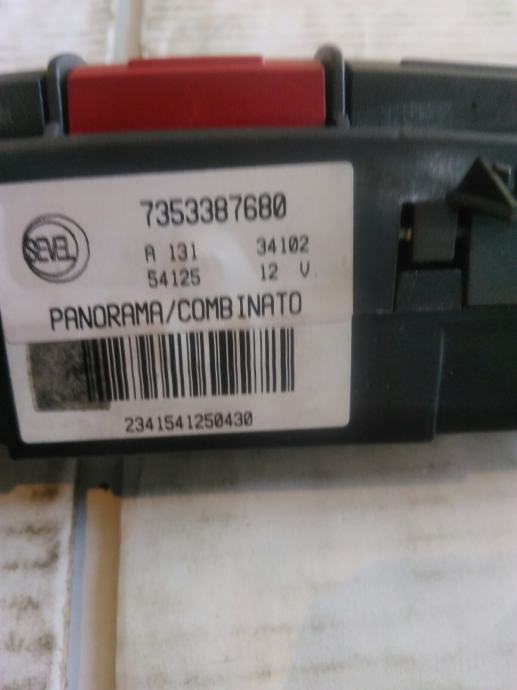 7353387680
SEVEL
A 131 34102
54125 12 V
PANORAMA/COMBINATO
2341541250430